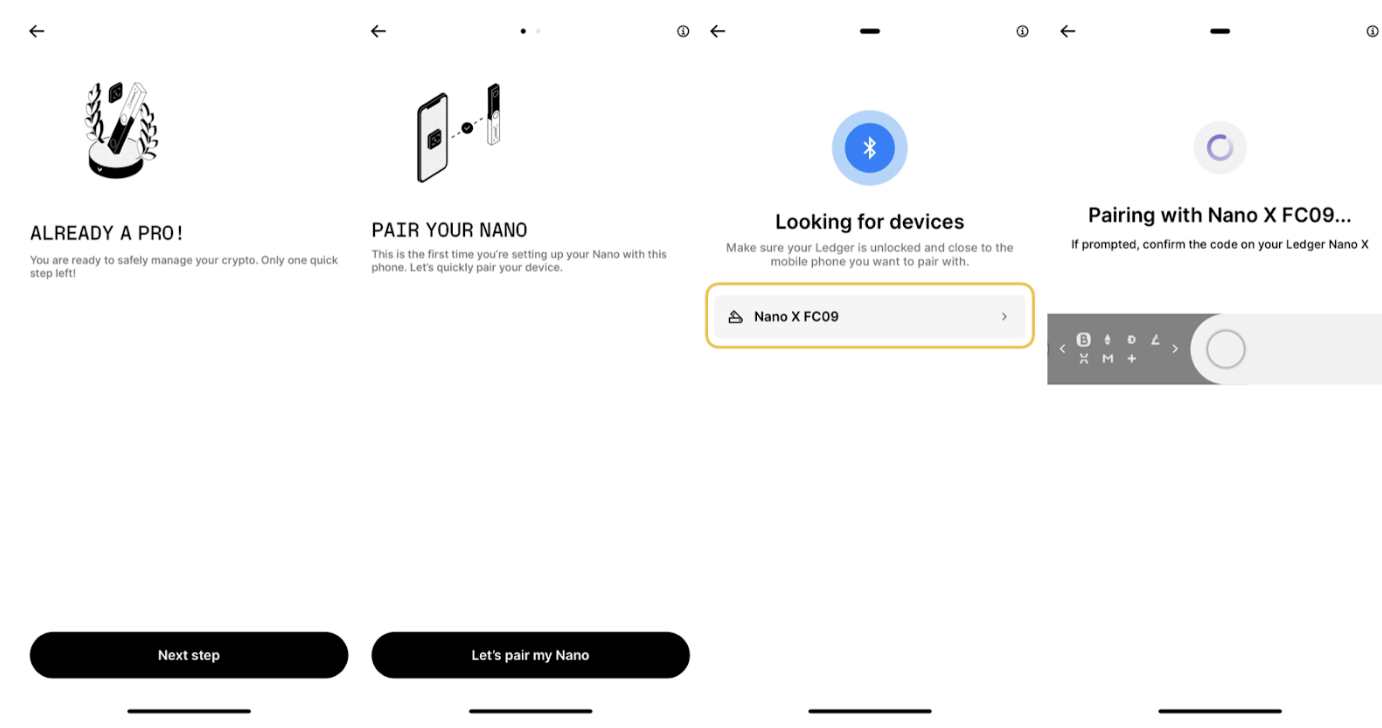 ALREADY A PRO!
You are ready to safely manage your crypto. Only one quick
step left!
Next step
PAIR YOUR NANO
This is the first time you're setting up your Nano with this
phone. Let's quickly pair your device.
Let's pair my Nano
Looking for devices
Make sure your Ledger is unlocked and close to the
mobile phone you want to pair with.
Nano X FC09
Pairing with Nano X FC09...
If prompted, confirm the code on your Ledger Nano X